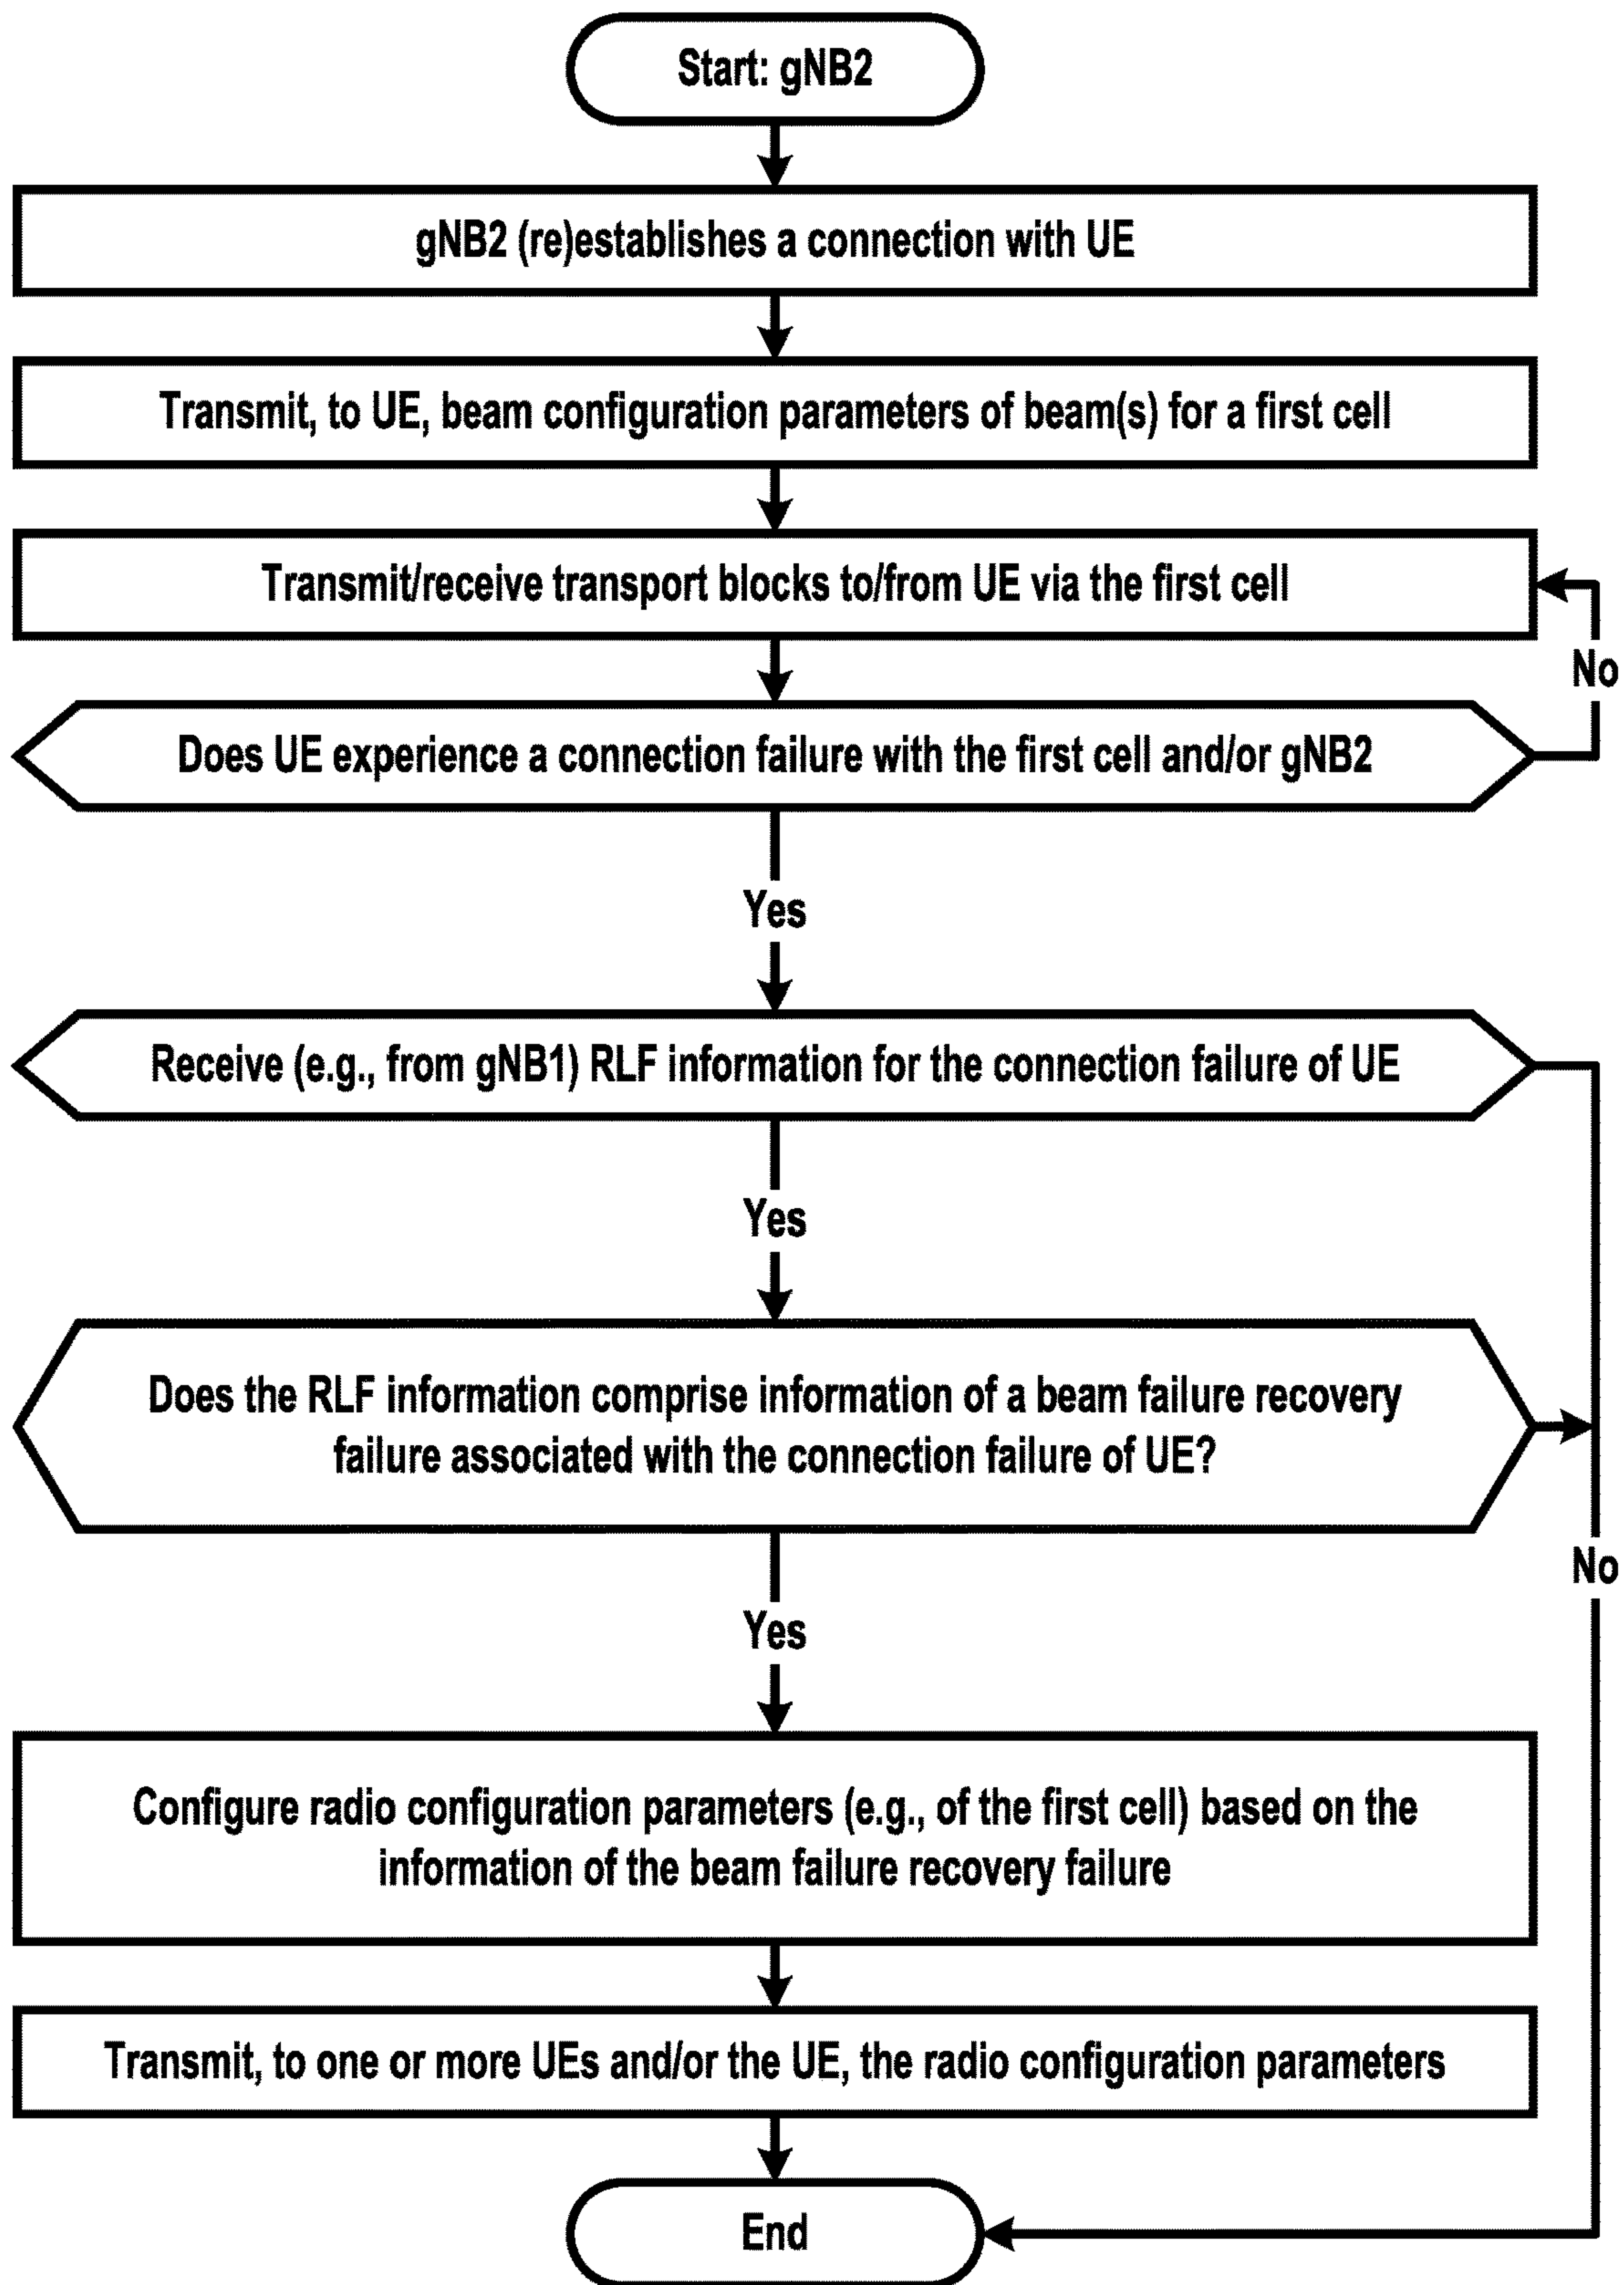 Start: gNB2
gNB2 (re)establishes a connection with UE
Transmit, to UE, beam configuration parameters of beam(s) for a first cell
Transmit/receive transport blocks to/from UE via the first cell
No
Does UE experience a connection failure with the first cell and/or gNB2
Yes
Receive (e.g., from gNB1) RLF information for the connection failure of UE
Yes
Does the RLF information comprise information of a beam failure recovery
failure associated with the connection failure of UE?
No
Yes
Configure radio configuration parameters (e.g., of the first cell) based on the
information of the beam failure recovery failure
Transmit, to one or more UEs and/or the UE, the radio configuration parameters
End